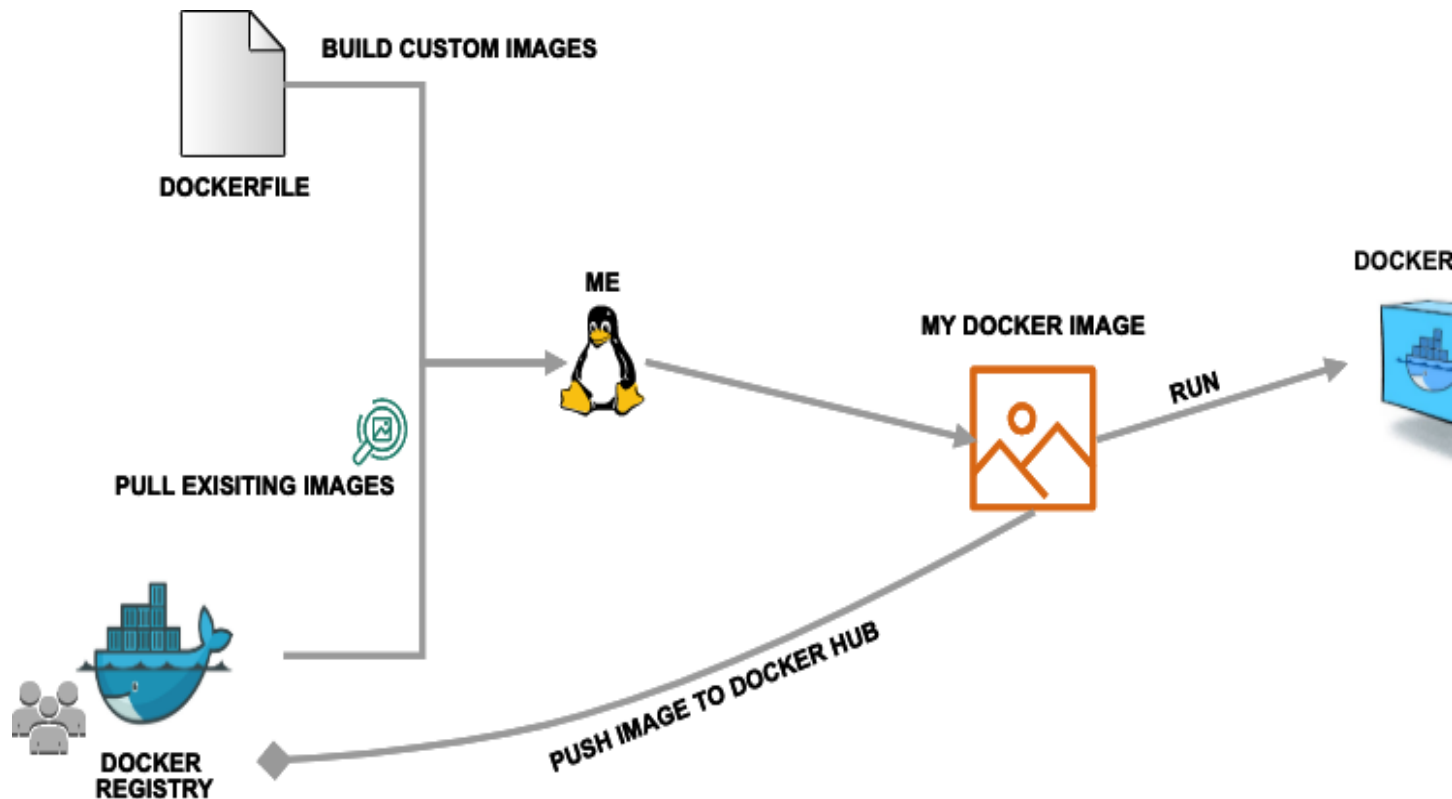 BUILD CUSTOM IMAGES
DOCKERFILE
ME
DOCKER
MY DOCKER IMAGE
RUN
PULL EXISITING IMAGES
PUSH IMAGE TO DOCKER HUB
DOCKER
REGISTRY